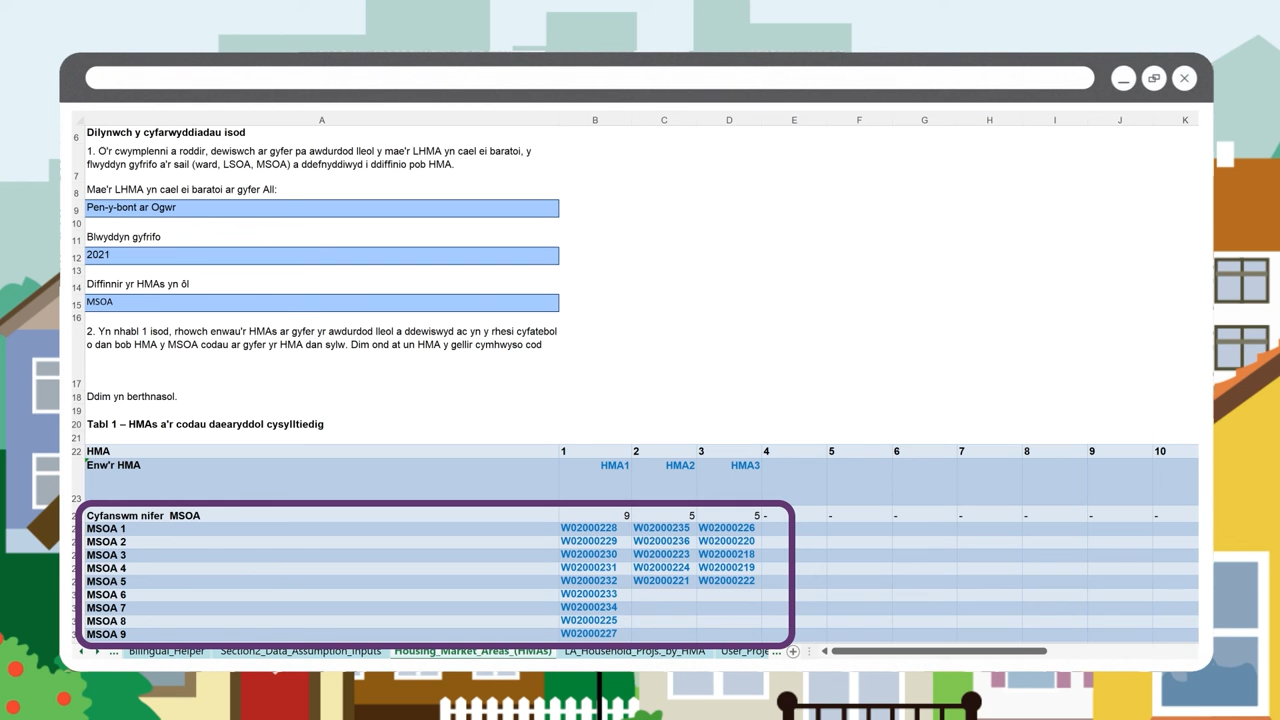 A B C D E F G H I J K
6 Dilynwch y cyfarwyddiadau isod
1. O'r cwymplenni a roddir, dewiswch ar gyfer pa awdurdod lleol y mae'r LHMA yn cael ei baratoi, y
flwyddyn gyfrifo a'r sail (ward, LSOA, MSOA) a ddefnyddiwyd i ddiffinio pob HMA.
7
8 Mae'r LHMA yn cael ei baratoi ar gyfer All:
9 Pen-y-bont ar Ogwr
10
11 Blwyddyn gyfrifo
12 2021
13
14 Diffinnir yr HMAs yn ôl
15 MSOA
16
2. Yn nhabl 1 isod, rhowch enwau'r HMAs ar gyfer yr awdurdod lleol a ddewiswyd ac yn y rhesi cyfatebol
o dan bob HMA y MSOA codau ar gyfer yr HMA dan sylw. Dim ond at un HMA y gellir cymhwyso cod
17
18 Ddim yn berthnasol.
19
20 Tabl 1 – HMAs a'r codau daearyddol cysylltiedig
21
22 HMA 1 2 3 4 5 6 7 8 9 10
Enw'r HMA HMA1 HMA2 HMA3
23
Cyfanswm nifer MSOA 9 5 5 - - - - - - -
MSOA 1 W02000228 W02000235 W02000226
MSOA 2 W02000229 W02000236 W02000220
MSOA 3 W02000230 W02000223 W02000218
MSOA 4 W02000231 W02000224 W02000219
MSOA 5 W02000232 W02000221 W02000222
MSOA 6 W02000233
MSOA 7 W02000234
MSOA 8 W02000225
MSOA 9 W02000227
... Bilingual_Helper Section2_Data_Assumption_Inputs Housing_Market_Areas_(HMAs) LA_Household_Projs._by_HMA User_Proje ...